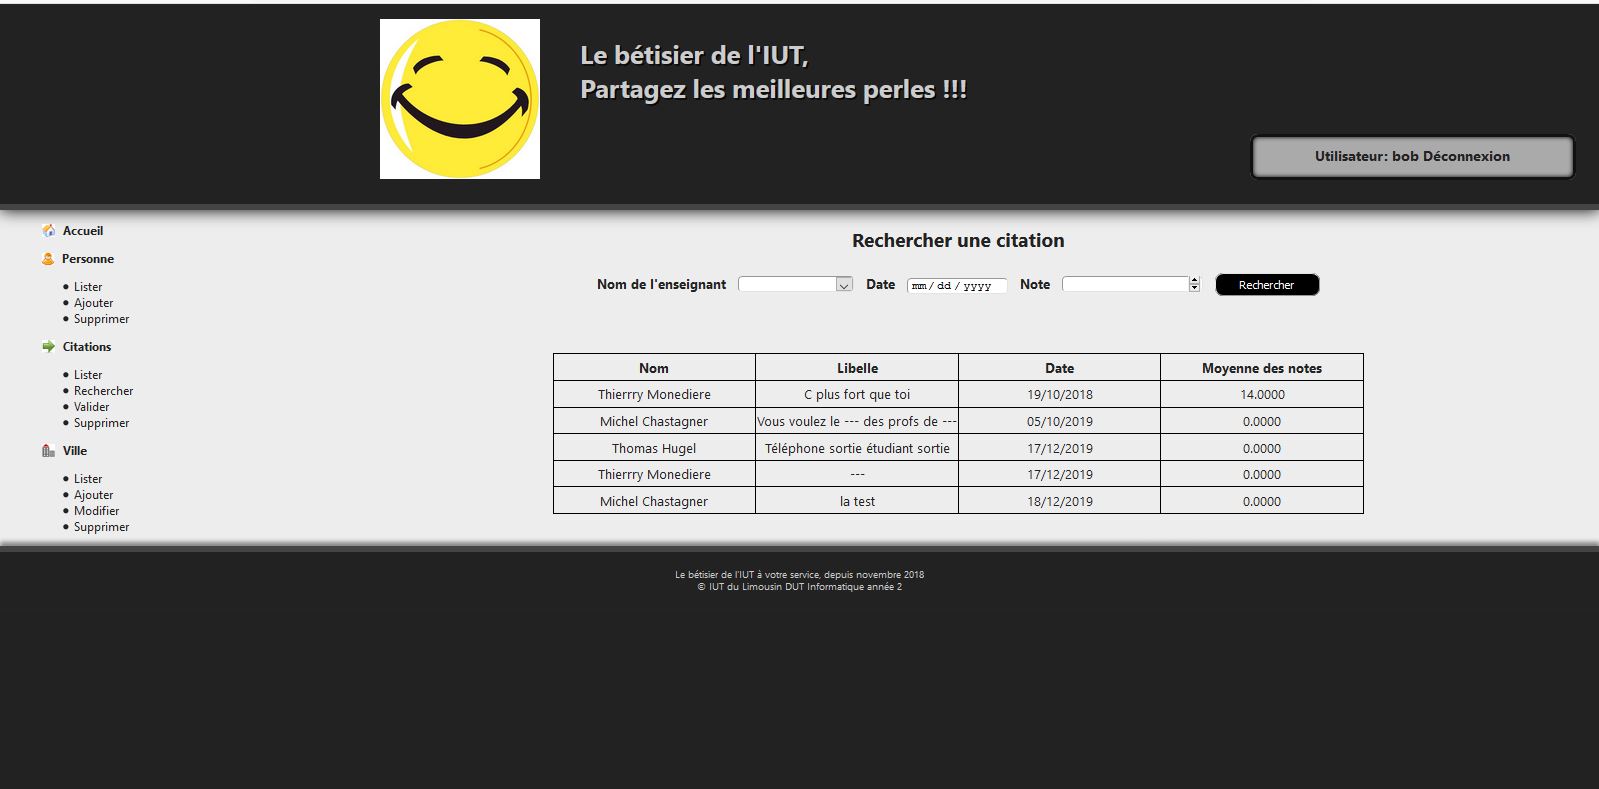 Le bétisier de l'IUT,
Partagez les meilleures perles !!!
Utilisateur: bob Déconnexion
Accueil
Personne
Lister
Ajouter
Supprimer
Citations
Lister
Rechercher
Valider
Supprimer
Ville
Lister
Ajouter
Modifier
Supprimer
Rechercher une citation
Nom de l'enseignant Date mm / dd / yyyy Note Rechercher
Nom Libelle Date Moyenne des notes
Thierrry Monediere C plus fort que toi 19/10/2018 14.0000
Michel Chastagner Vous voulez le --- des profs de --- 05/10/2019 0.0000
Thomas Hugel Téléphone sortie étudiant sortie 17/12/2019 0.0000
Thierrry Monediere --- 17/12/2019 0.0000
Michel Chastagner la test 18/12/2019 0.0000
Le bétisier de l'IUT à votre service, depuis novembre 2018
© IUT du Limousin DUT Informatique année 2